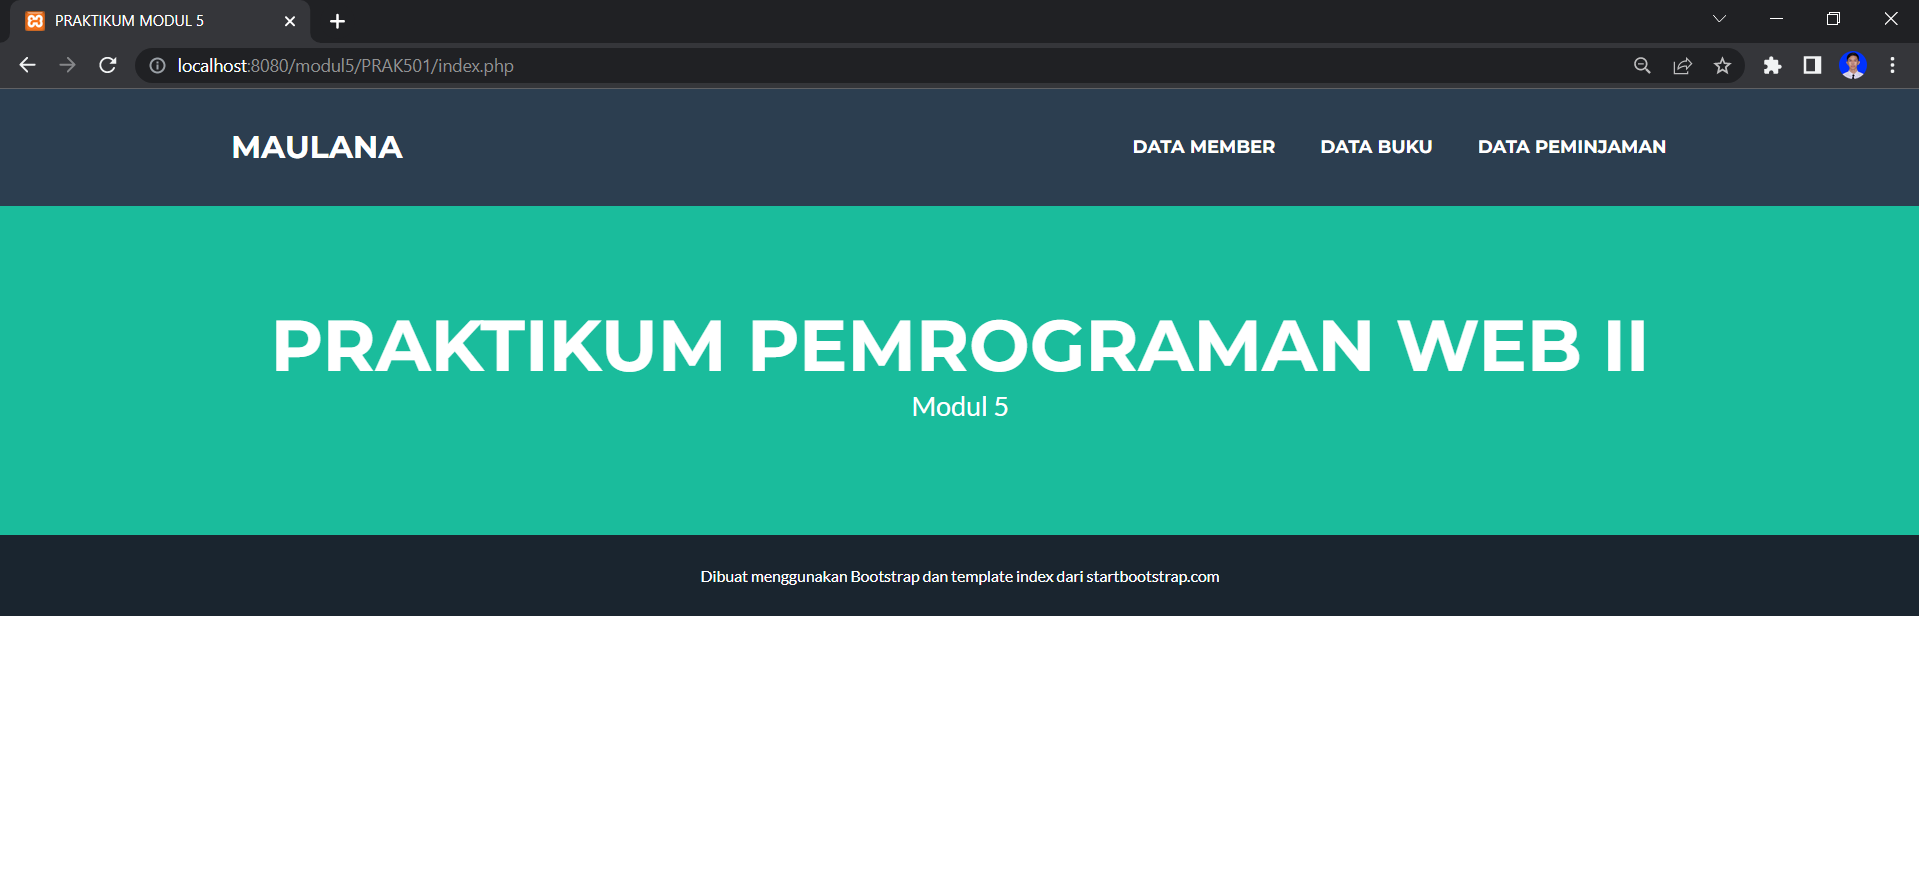 PRAKTIKUM MODUL 5
localhost:8080/modul5/PRAK501/index.php
MAULANA
DATA MEMBER
DATA BUKU
DATA PEMINJAMAN
PRAKTIKUM PEMROGRAMAN WEB II
Modul 5
Dibuat menggunakan Bootstrap dan template index dari startbootstrap.com